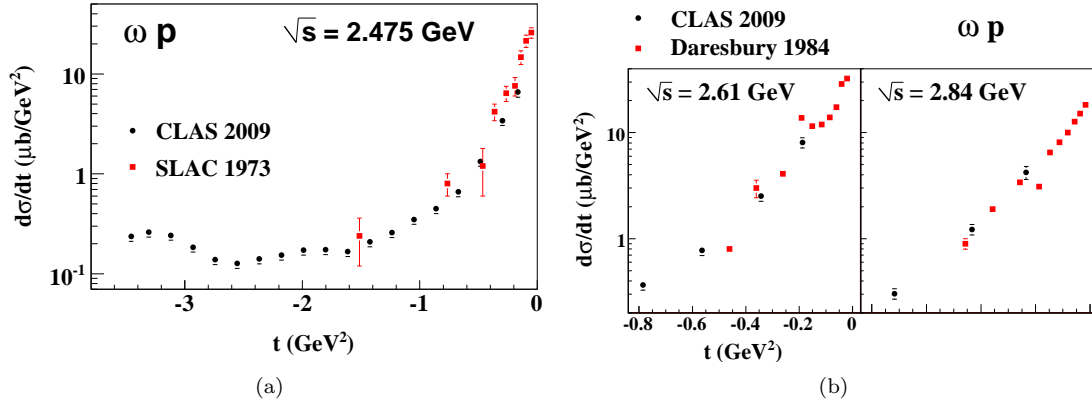 ω p √s = 2.475 GeV
dσ/dt (μb/GeV²)
10
1
10⁻¹
CLAS 2009
SLAC 1973
-3 -2 -1 0
t (GeV²)
(a)
CLAS 2009
Daresbury 1984
ω p
√s = 2.61 GeV
√s = 2.84 GeV
dσ/dt (μb/GeV²)
10
1
-0.8 -0.6 -0.4 -0.2 0
t (GeV²)
(b)